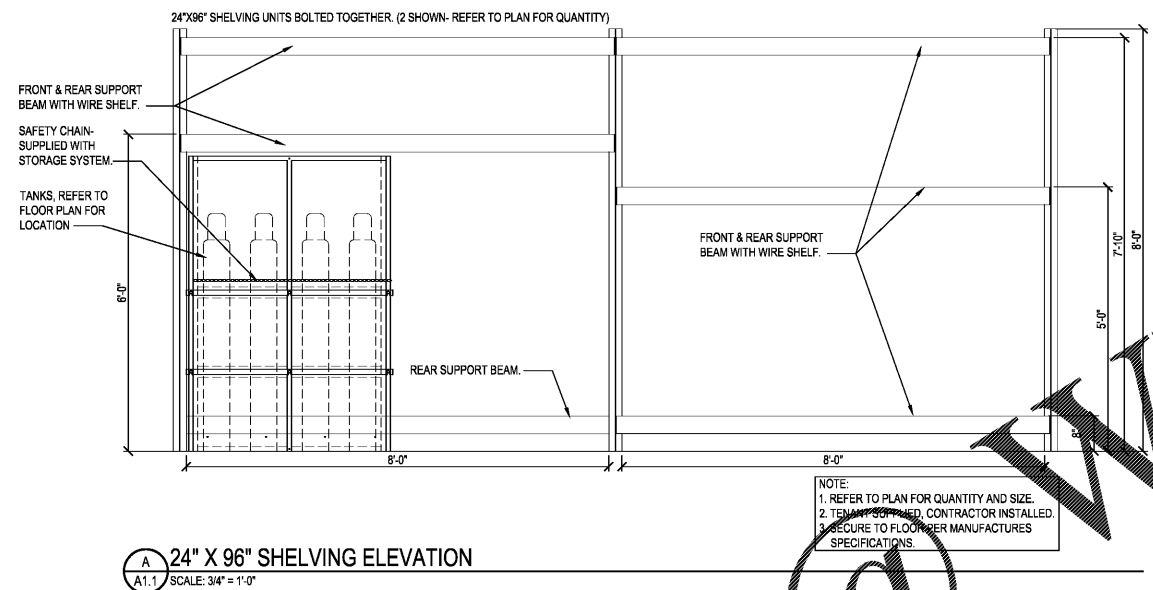 24"X96" SHELVING UNITS BOLTED TOGETHER. (2 SHOWN- REFER TO PLAN FOR QUANTITY)
FRONT & REAR SUPPORT
BEAM WITH WIRE SHELF.
SAFETY CHAIN-
SUPPLIED WITH
STORAGE SYSTEM.
TANKS, REFER TO
FLOOR PLAN FOR
LOCATION
6'-0"
FRONT & REAR SUPPORT
BEAM WITH WIRE SHELF.
7'-10"
8'-0"
5'-0"
REAR SUPPORT BEAM.
8"
8'-0"
8'-0"
NOTE:
1. REFER TO PLAN FOR QUANTITY AND SIZE.
2. TENANT SUPPLIED, CONTRACTOR INSTALLED.
3. SECURE TO FLOOR PER MANUFACTURES
SPECIFICATIONS.
A
A1.1
24" X 96" SHELVING ELEVATION
SCALE: 3/4" = 1'-0"
@ W